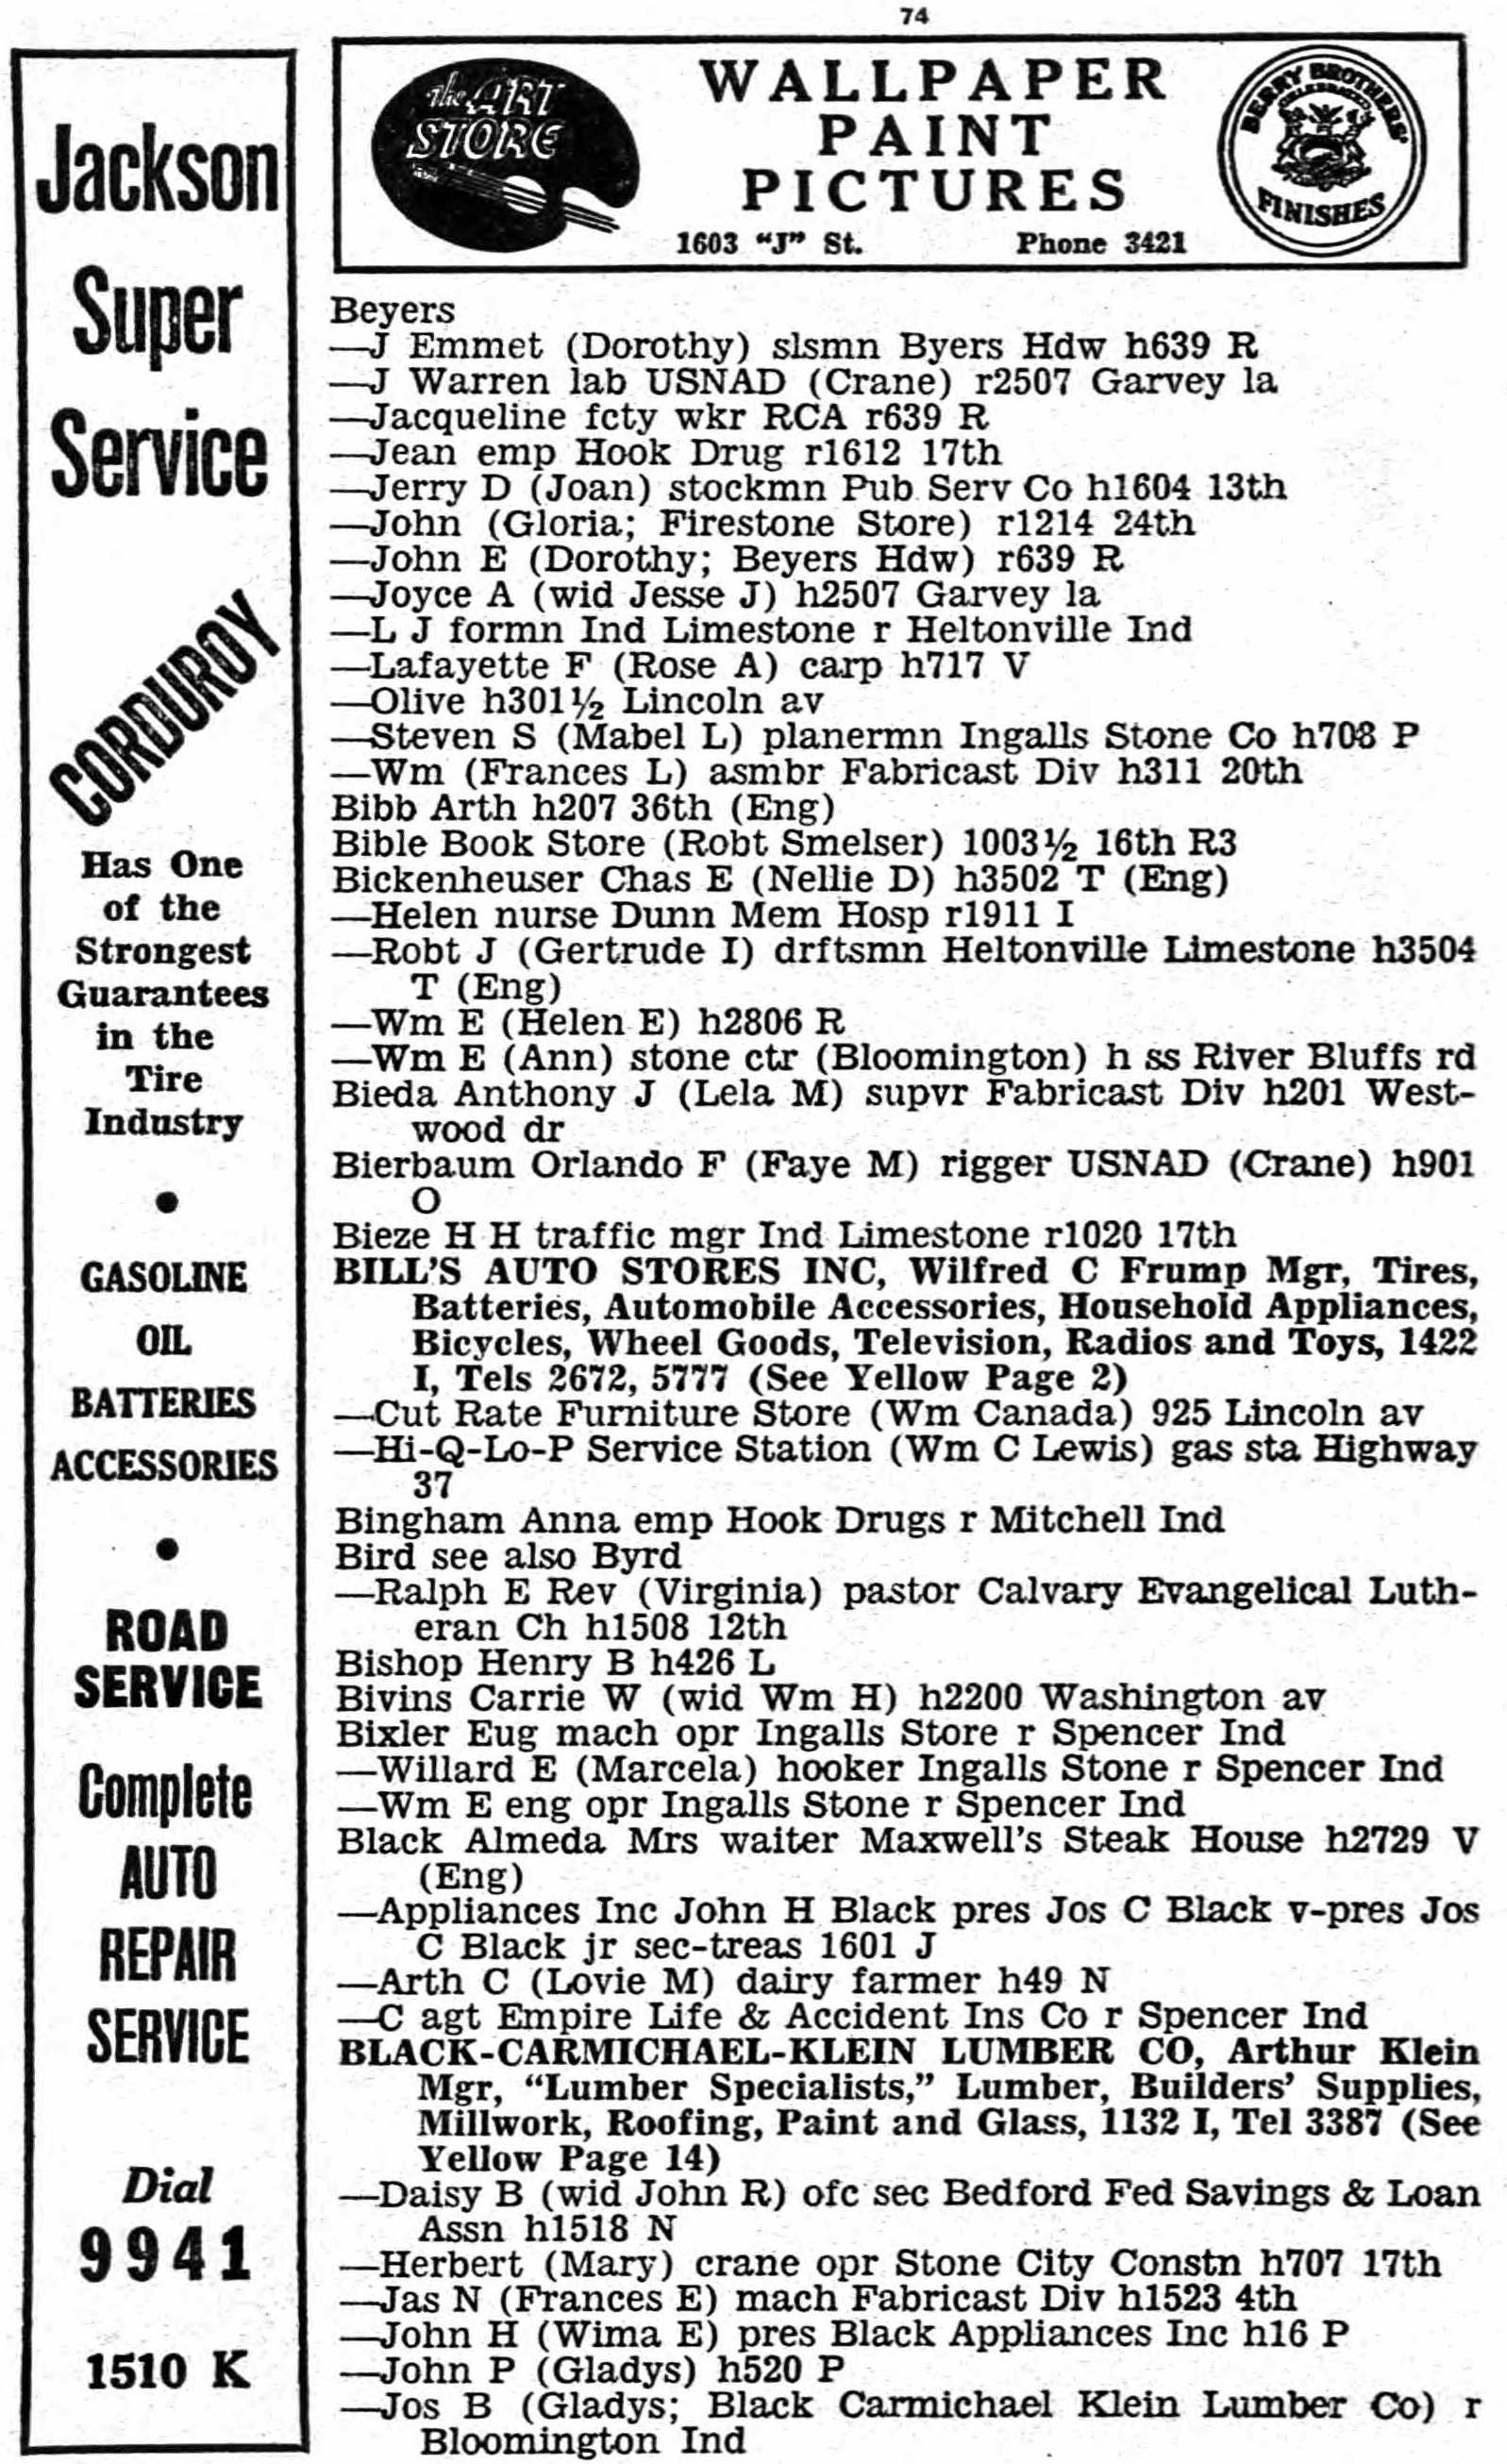 74
Jackson
Super
Service
CORDUROY
Has One
of the
Strongest
Guarantees
in the
Tire
Industry
•
GASOLINE
OIL
BATTERIES
ACCESSORIES
•
ROAD
SERVICE
Complete
AUTO
REPAIR
SERVICE
Dial
9941
1510 K
The ART
STORE
WALLPAPER
PAINT
PICTURES
1603 "J" St. Phone 3421
BERRY BROTHERS'
CELEBRATED
FINISHES
Beyers
—J Emmet (Dorothy) slsmn Byers Hdw h639 R
—J Warren lab USNAD (Crane) r2507 Garvey la
—Jacqueline fcty wkr RCA r639 R
—Jean emp Hook Drug r1612 17th
—Jerry D (Joan) stockmn Pub Serv Co h1604 13th
—John (Gloria; Firestone Store) r1214 24th
—John E (Dorothy; Beyers Hdw) r639 R
—Joyce A (wid Jesse J) h2507 Garvey la
—L J formn Ind Limestone r Heltonville Ind
—Lafayette F (Rose A) carp h717 V
—Olive h301½ Lincoln av
—Steven S (Mabel L) planermn Ingalls Stone Co h708 P
—Wm (Frances L) asmbr Fabricast Div h311 20th
Bibb Arth h207 36th (Eng)
Bible Book Store (Robt Smelser) 1003½ 16th R3
Bickenheuser Chas E (Nellie D) h3502 T (Eng)
—Helen nurse Dunn Mem Hosp r1911 I
—Robt J (Gertrude I) drftsmn Heltonville Limestone h3504
T (Eng)
—Wm E (Helen E) h2806 R
—Wm E (Ann) stone ctr (Bloomington) h ss River Bluffs rd
Bieda Anthony J (Lela M) supvr Fabricast Div h201 West-
wood dr
Bierbaum Orlando F (Faye M) rigger USNAD (Crane) h901
O
Bieze H H traffic mgr Ind Limestone r1020 17th
BILL'S AUTO STORES INC, Wilfred C Frump Mgr, Tires,
Batteries, Automobile Accessories, Household Appliances,
Bicycles, Wheel Goods, Television, Radios and Toys, 1422
I, Tels 2672, 5777 (See Yellow Page 2)
—Cut Rate Furniture Store (Wm Canada) 925 Lincoln av
—Hi-Q-Lo-P Service Station (Wm C Lewis) gas sta Highway
37
Bingham Anna emp Hook Drugs r Mitchell Ind
Bird see also Byrd
—Ralph E Rev (Virginia) pastor Calvary Evangelical Luth-
eran Ch h1508 12th
Bishop Henry B h426 L
Bivins Carrie W (wid Wm H) h2200 Washington av
Bixler Eug mach opr Ingalls Store r Spencer Ind
—Willard E (Marcela) hooker Ingalls Stone r Spencer Ind
—Wm E eng opr Ingalls Stone r Spencer Ind
Black Almeda Mrs waiter Maxwell's Steak House h2729 V
(Eng)
—Appliances Inc John H Black pres Jos C Black v-pres Jos
C Black jr sec-treas 1601 J
—Arth C (Lovie M) dairy farmer h49 N
—C agt Empire Life & Accident Ins Co r Spencer Ind
BLACK-CARMICHAEL-KLEIN LUMBER CO, Arthur Klein
Mgr, "Lumber Specialists," Lumber, Builders' Supplies,
Millwork, Roofing, Paint and Glass, 1132 I, Tel 3387 (See
Yellow Page 14)
—Daisy B (wid John R) ofc sec Bedford Fed Savings & Loan
Assn h1518 N
—Herbert (Mary) crane opr Stone City Constn h707 17th
—Jas N (Frances E) mach Fabricast Div h1523 4th
—John H (Wima E) pres Black Appliances Inc h16 P
—John P (Gladys) h520 P
—Jos B (Gladys; Black Carmichael Klein Lumber Co) r
Bloomington Ind